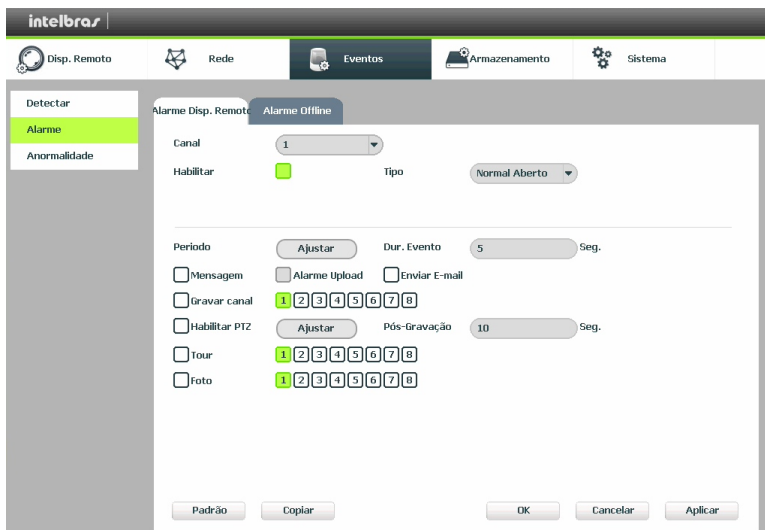 intelbras
Disp. Remoto Rede Eventos Armazenamento Sistema
Detectar
Alarme
Anormalidade
Alarme Disp. Remoto Alarme Offline
Canal 1
Habilitar Tipo Normal Aberto
Periodo Ajustar Dur. Evento 5 Seg.
Mensagem Alarme Upload Enviar E-mail
Gravar canal 1 2 3 4 5 6 7 8
Habilitar PTZ Ajustar Pós-Gravação 10 Seg.
Tour 1 2 3 4 5 6 7 8
Foto 1 2 3 4 5 6 7 8
Padrão Copiar OK Cancelar Aplicar